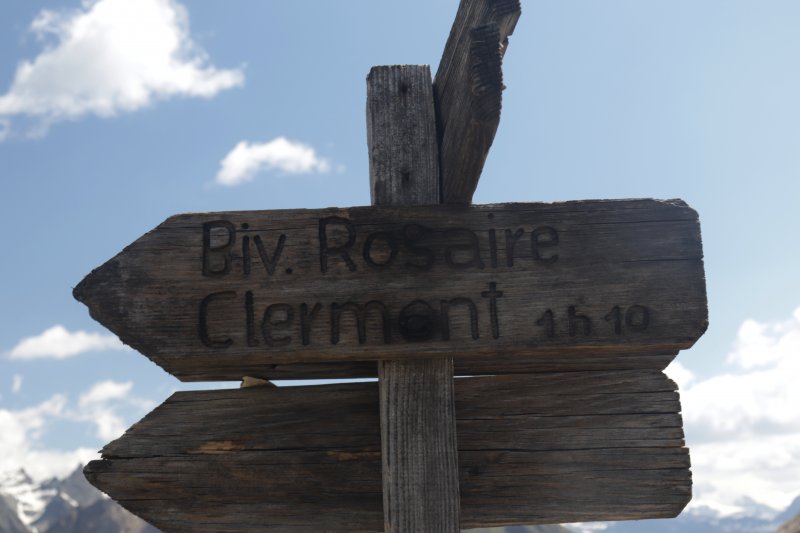 Biv. Rosaire
Clermont 1h10